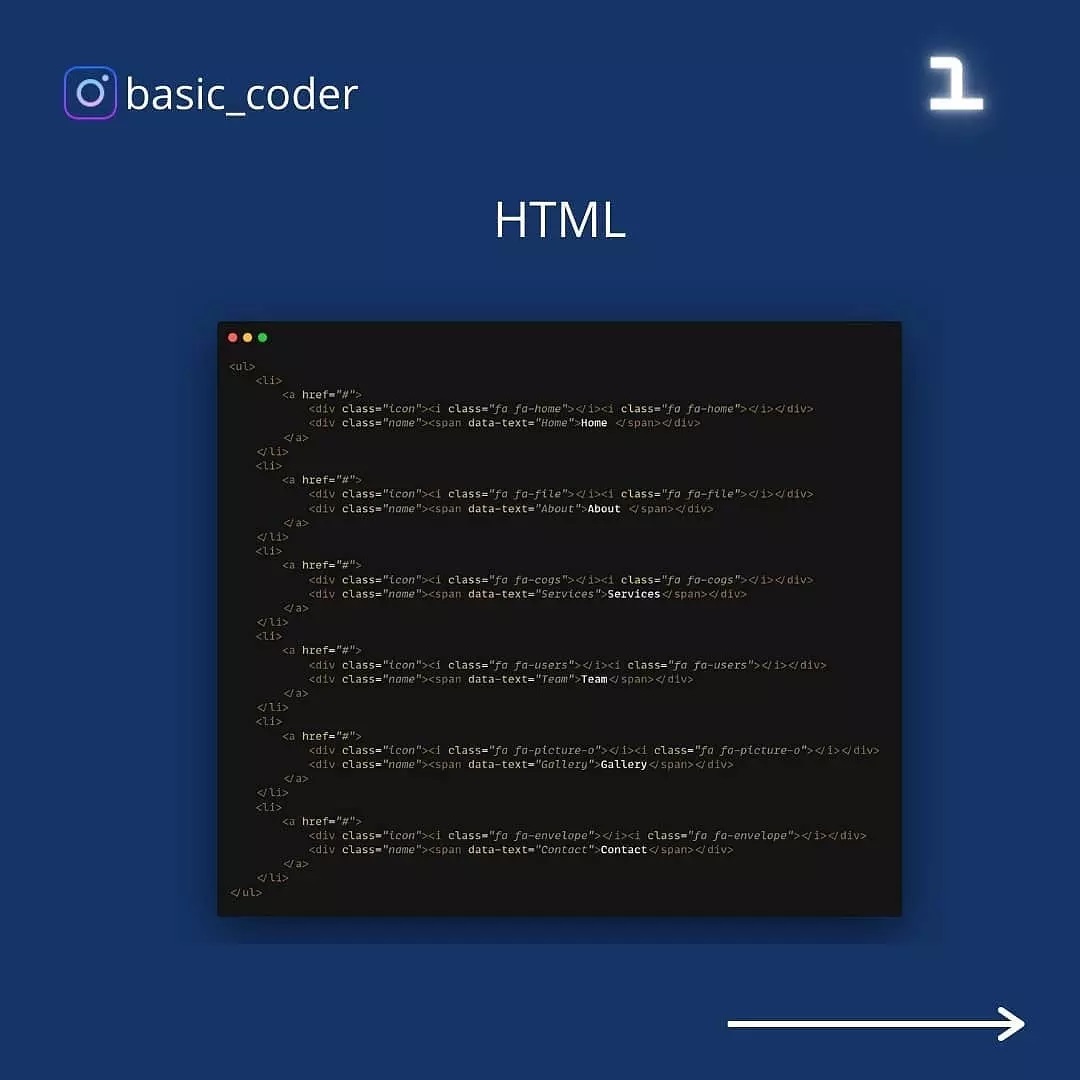 basic_coder
1
HTML
<ul>
    <li>
        <a href="#">
            <div class="icon"><i class="fa fa-home"></i><i class="fa fa-home"></i></div>
            <div class="name"><span data-text="Home">Home </span></div>
        </a>
    </li>
    <li>
        <a href="#">
            <div class="icon"><i class="fa fa-file"></i><i class="fa fa-file"></i></div>
            <div class="name"><span data-text="About">About </span></div>
        </a>
    </li>
    <li>
        <a href="#">
            <div class="icon"><i class="fa fa-cogs"></i><i class="fa fa-cogs"></i></div>
            <div class="name"><span data-text="Services">Services</span></div>
        </a>
    </li>
    <li>
        <a href="#">
            <div class="icon"><i class="fa fa-users"></i><i class="fa fa-users"></i></div>
            <div class="name"><span data-text="Team">Team</span></div>
        </a>
    </li>
    <li>
        <a href="#">
            <div class="icon"><i class="fa fa-picture-o"></i><i class="fa fa-picture-o"></i></div>
            <div class="name"><span data-text="Gallery">Gallery</span></div>
        </a>
    </li>
    <li>
        <a href="#">
            <div class="icon"><i class="fa fa-envelope"></i><i class="fa fa-envelope"></i></div>
            <div class="name"><span data-text="Contact">Contact</span></div>
        </a>
    </li>
</ul>